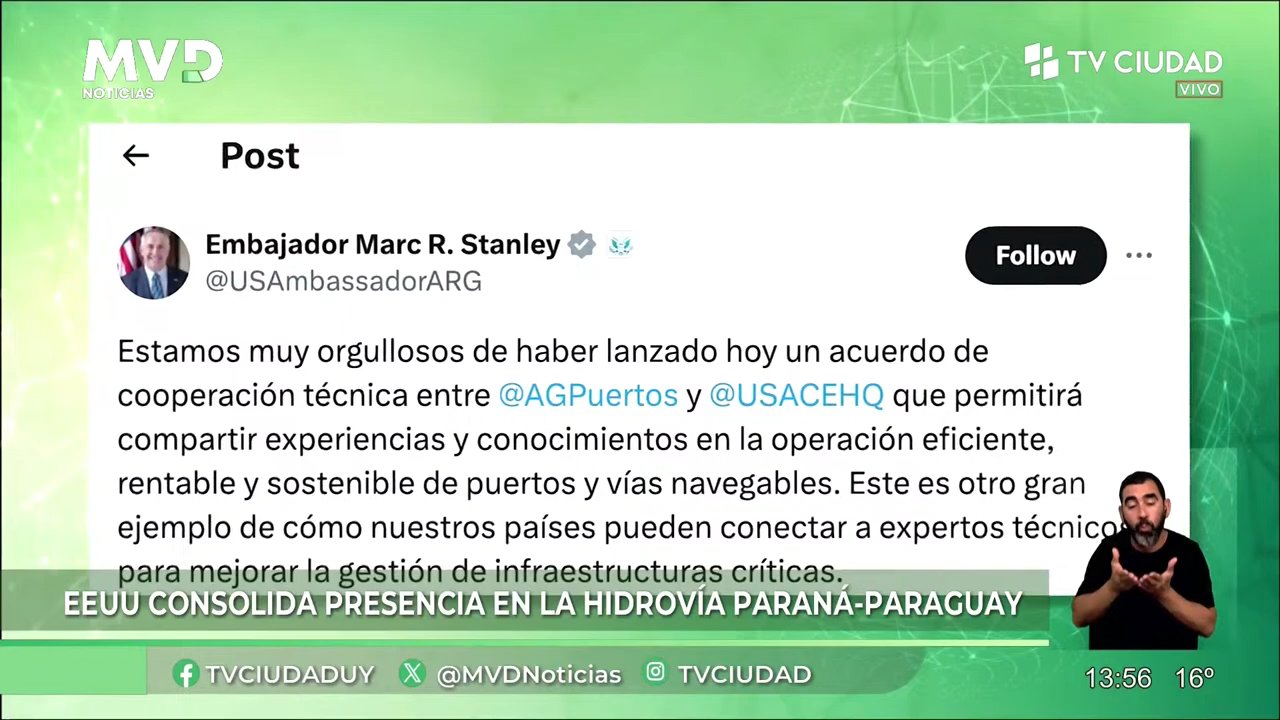 MVD
NOTICIAS
TV CIUDAD
VIVO
Post
Embajador Marc R. Stanley
@USAmbassadorARG
Follow
Estamos muy orgullosos de haber lanzado hoy un acuerdo de
cooperación técnica entre @AGPuertos y @USACEHQ que permitirá
compartir experiencias y conocimientos en la operación eficiente,
rentable y sostenible de puertos y vías navegables. Este es otro gran
ejemplo de cómo nuestros países pueden conectar a expertos técnicos
para mejorar la gestión de infraestructuras críticas.
EEUU CONSOLIDA PRESENCIA EN LA HIDROVÍA PARANÁ-PARAGUAY
TVCIUDADUY @MVDNoticias TVCIUDAD
13:56 16º